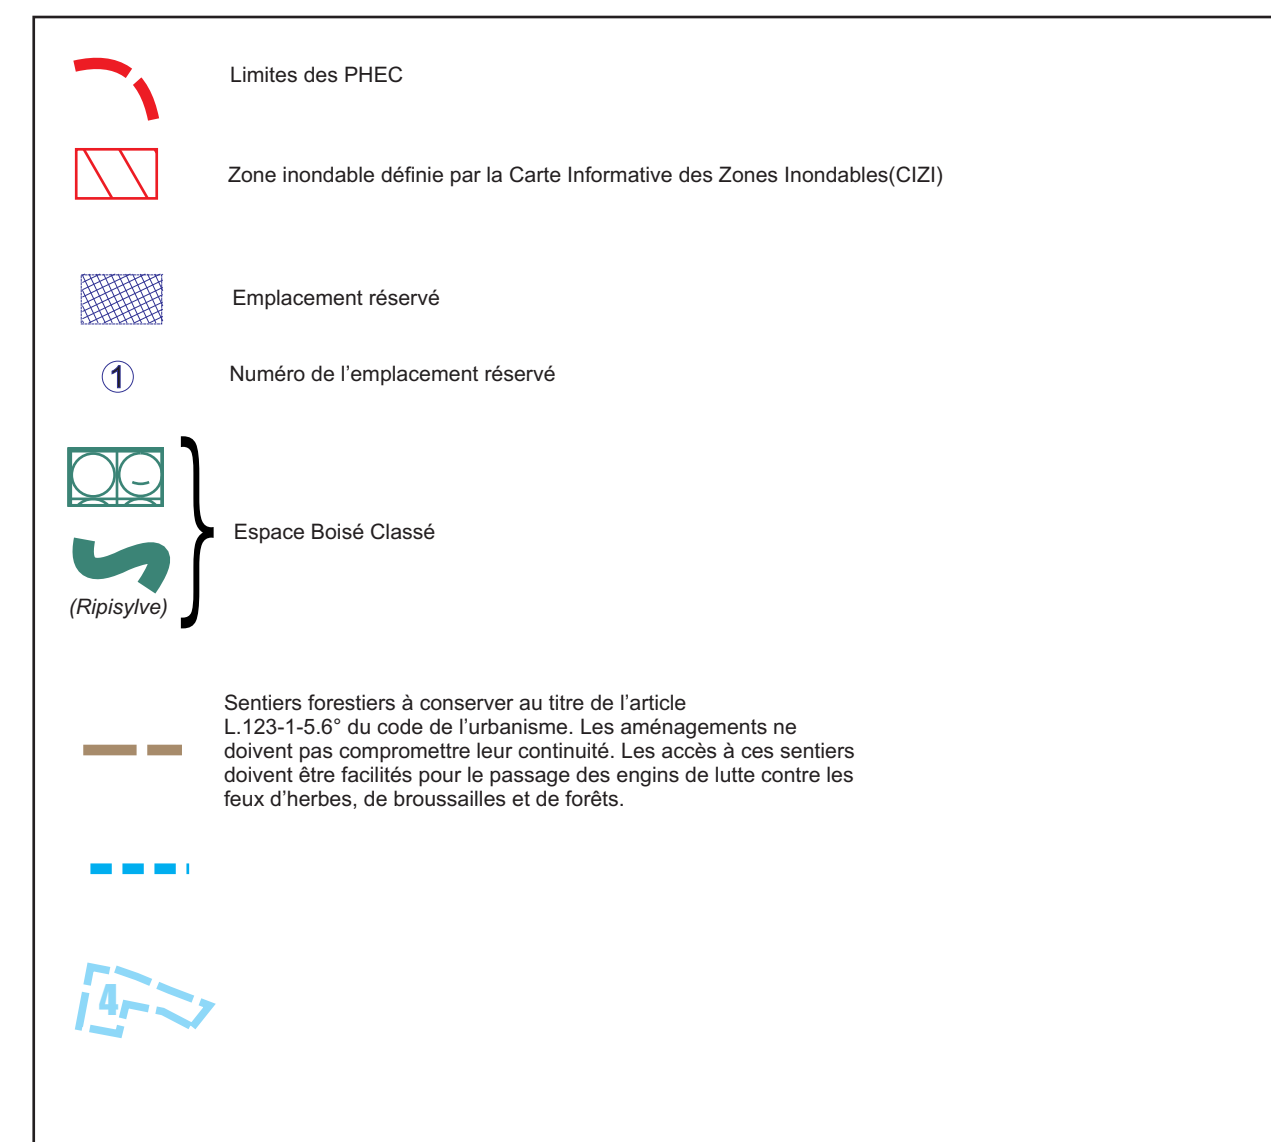 Limites des PHEC
Zone inondable définie par la Carte Informative des Zones Inondables(CIZI)
Emplacement réservé
1
Numéro de l’emplacement réservé
Espace Boisé Classé
(Ripisylve)
Sentiers forestiers à conserver au titre de l’article
L.123-1-5.6° du code de l’urbanisme. Les aménagements ne
doivent pas compromettre leur continuité. Les accès à ces sentiers
doivent être facilités pour le passage des engins de lutte contre les
feux d’herbes, de broussailles et de forêts.
4